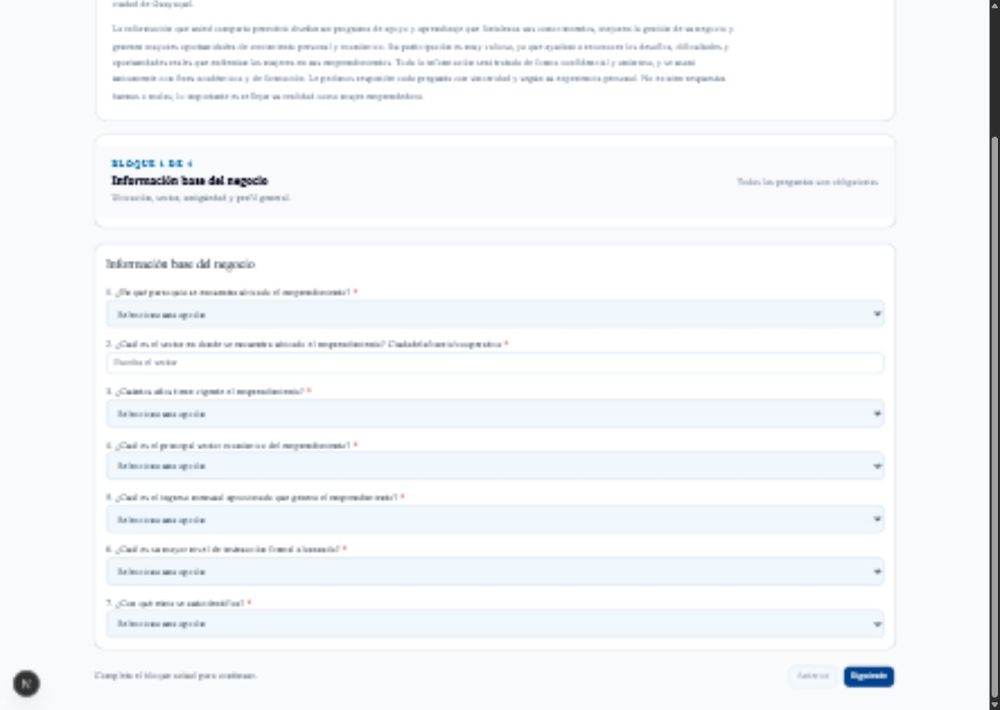 ciudad de Guayaquil.
La información que usted comparta permitirá diseñar un programa de apoyo y aprendizaje que fortalezca sus conocimientos, mejore la gestión de su negocio y
genere mayores oportunidades de crecimiento personal y económico. Su participación es muy valiosa, ya que ayudará a reconocer los desafíos, dificultades y
oportunidades reales que enfrentan las mujeres en sus emprendimientos. Toda la información será tratada de forma confidencial y anónima, y se usará
únicamente con fines académicos y de formación. Le pedimos responder cada pregunta con sinceridad y según su experiencia personal. No existen respuestas
buenas o malas; lo importante es reflejar su realidad como mujer emprendedora.
BLOQUE 1 DE 4
Información base del negocio
Todas las preguntas son obligatorias.
Ubicación, sector, antigüedad y perfil general.
Información base del negocio
1. ¿En qué parroquia se encuentra ubicado el emprendimiento? *
Selecciona una opción
2. ¿Cuál es el sector en donde se encuentra ubicado el emprendimiento? Ciudadela/barrio/cooperativa *
Escriba el sector
3. ¿Cuántos años tiene vigente el emprendimiento? *
Selecciona una opción
4. ¿Cuál es el principal sector económico del emprendimiento? *
Selecciona una opción
5. ¿Cuál es el ingreso mensual aproximado que genera el emprendimiento? *
Selecciona una opción
6. ¿Cuál es su mayor nivel de instrucción formal alcanzado? *
Selecciona una opción
7. ¿Con qué etnia se autoidentifica? *
Selecciona una opción
Complete el bloque actual para continuar.
Anterior
Siguiente
N